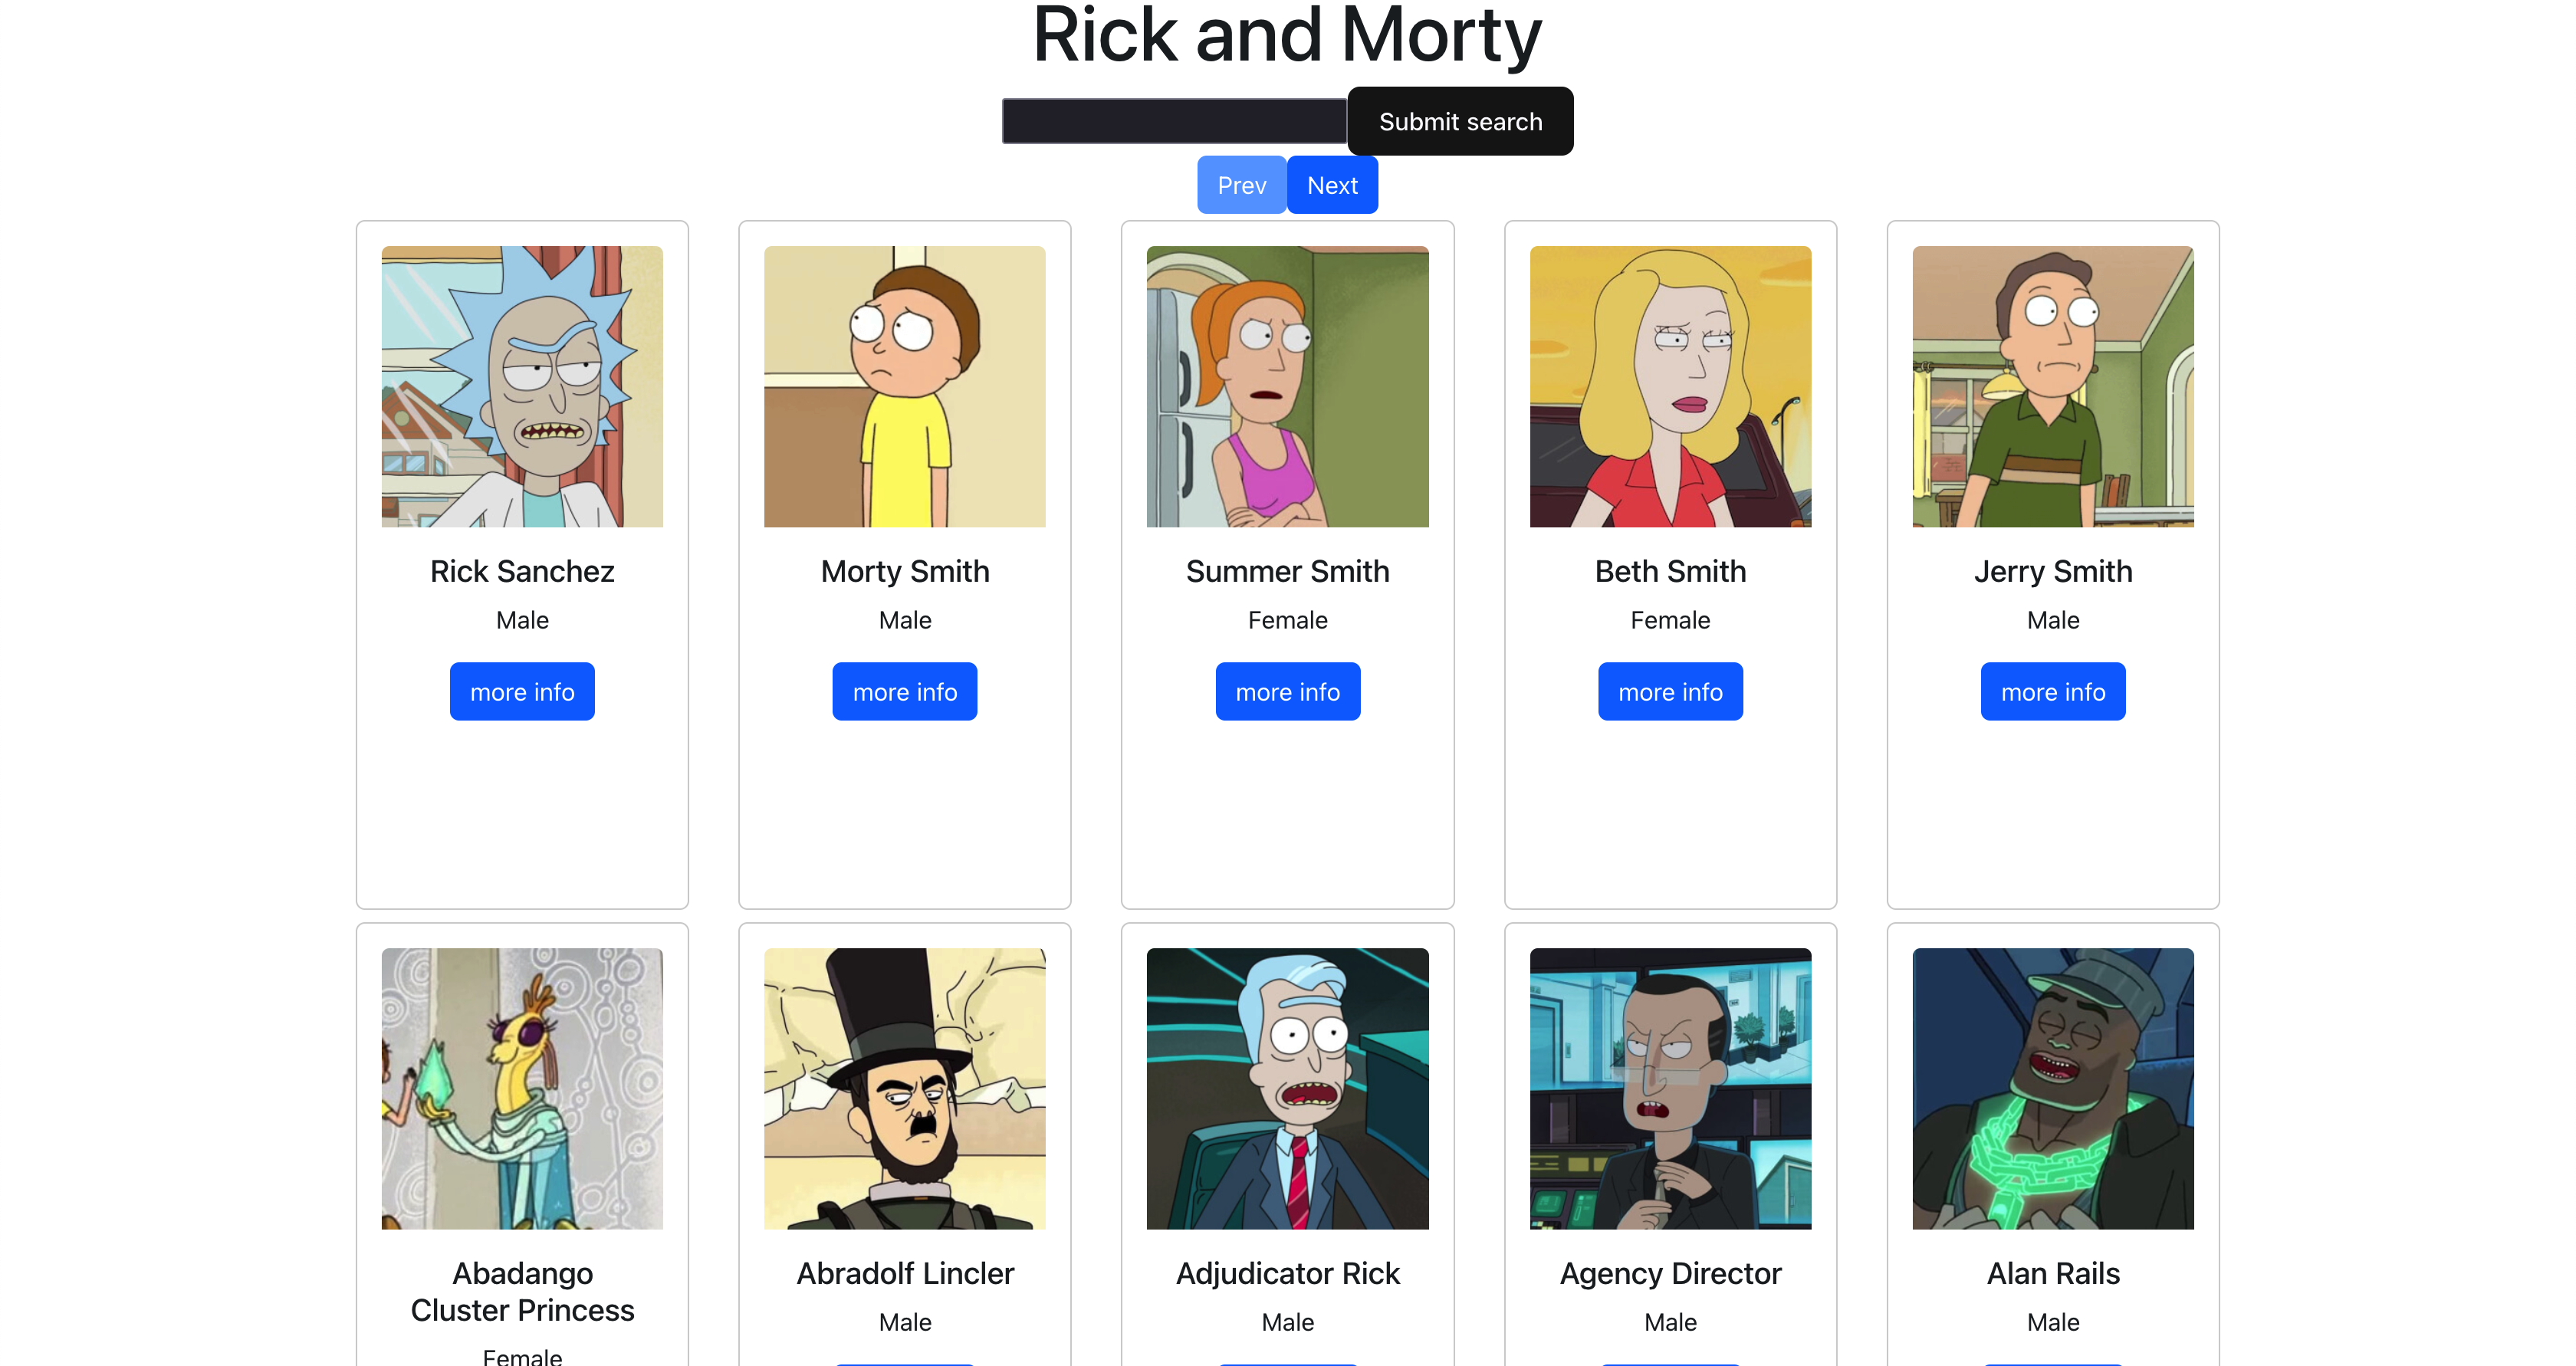 Rick and Morty
Submit search
Prev Next
Rick Sanchez
Male
more info
Morty Smith
Male
more info
Summer Smith
Female
more info
Beth Smith
Female
more info
Jerry Smith
Male
more info
Abadango
Cluster Princess
Female
Abradolf Lincler
Male
Adjudicator Rick
Male
Agency Director
Male
Alan Rails
Male